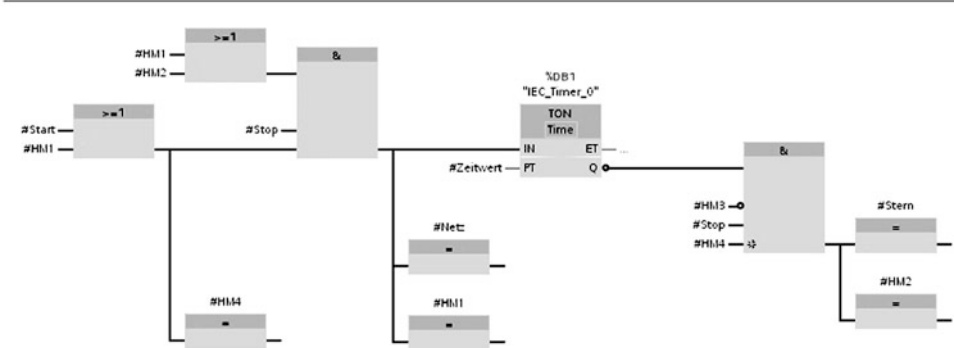 >=1
#HM1
#HM2
&
%DB1
"IEC_Timer_0"
>=1
TON
Time
#Start
#Stop
#HM1
IN ET ...
&
#Zeitwert PT Q
#HM3
#Stern
#Stop
=
#Netz
#HM4
=
#HM2
#HM4
#HM1
=
=
=